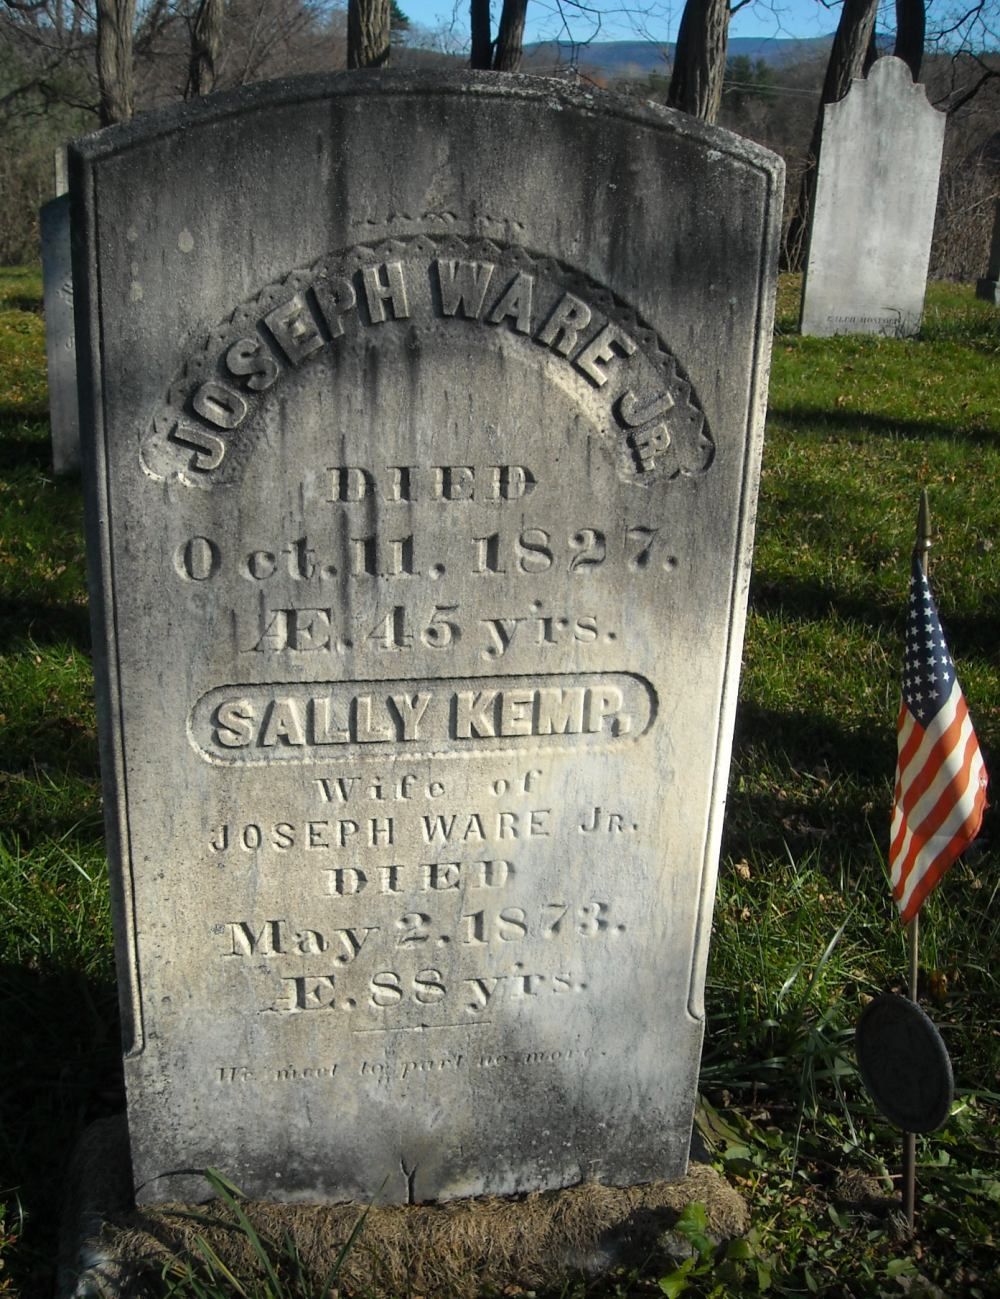 JOSEPH WARE JR.
DIED
Oct. 11, 1827.
Æ. 45 yrs.
SALLY KEMP,
Wife of
JOSEPH WARE JR.
DIED
May 2. 1873.
Æ. 88 yrs.
We meet to part no more.